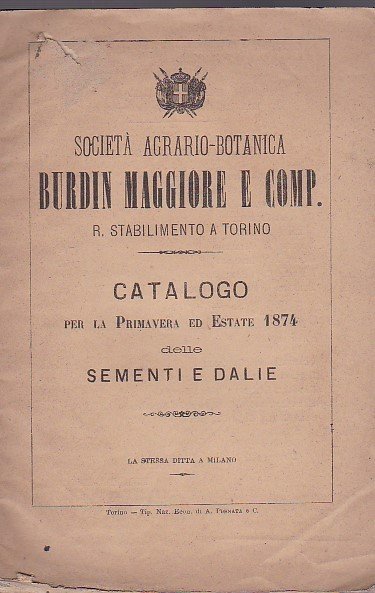 SOCIETÀ AGRARIO-BOTANICA
BURDIN MAGGIORE E COMP.
R. STABILIMENTO A TORINO
CATALOGO
PER LA PRIMAVERA ED ESTATE 1874
delle
SEMENTI E DALIE
LA STESSA DITTA A MILANO
Torino — Tip. Naz. Econ. di A. PIGNATA e C.